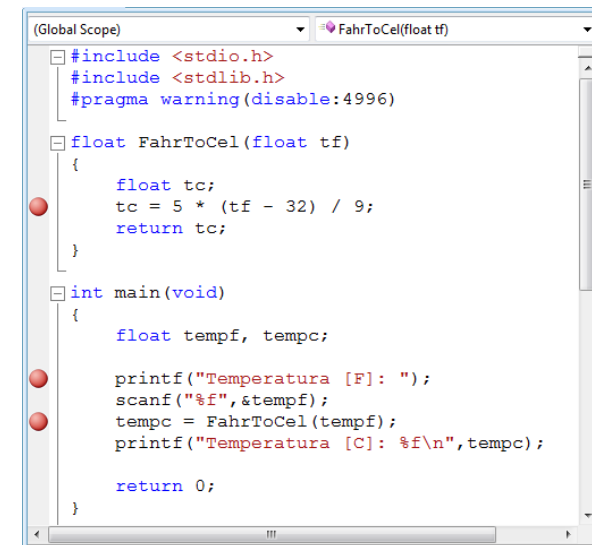 (Global Scope) FahrToCel(float tf)
#include <stdio.h>
#include <stdlib.h>
#pragma warning(disable:4996)
float FahrToCel(float tf)
{
float tc;
tc = 5 * (tf - 32) / 9;
return tc;
}
int main(void)
{
float tempf, tempc;
printf("Temperatura [F]: ");
scanf("%f",&tempf);
tempc = FahrToCel(tempf);
printf("Temperatura [C]: %f\n",tempc);
return 0;
}